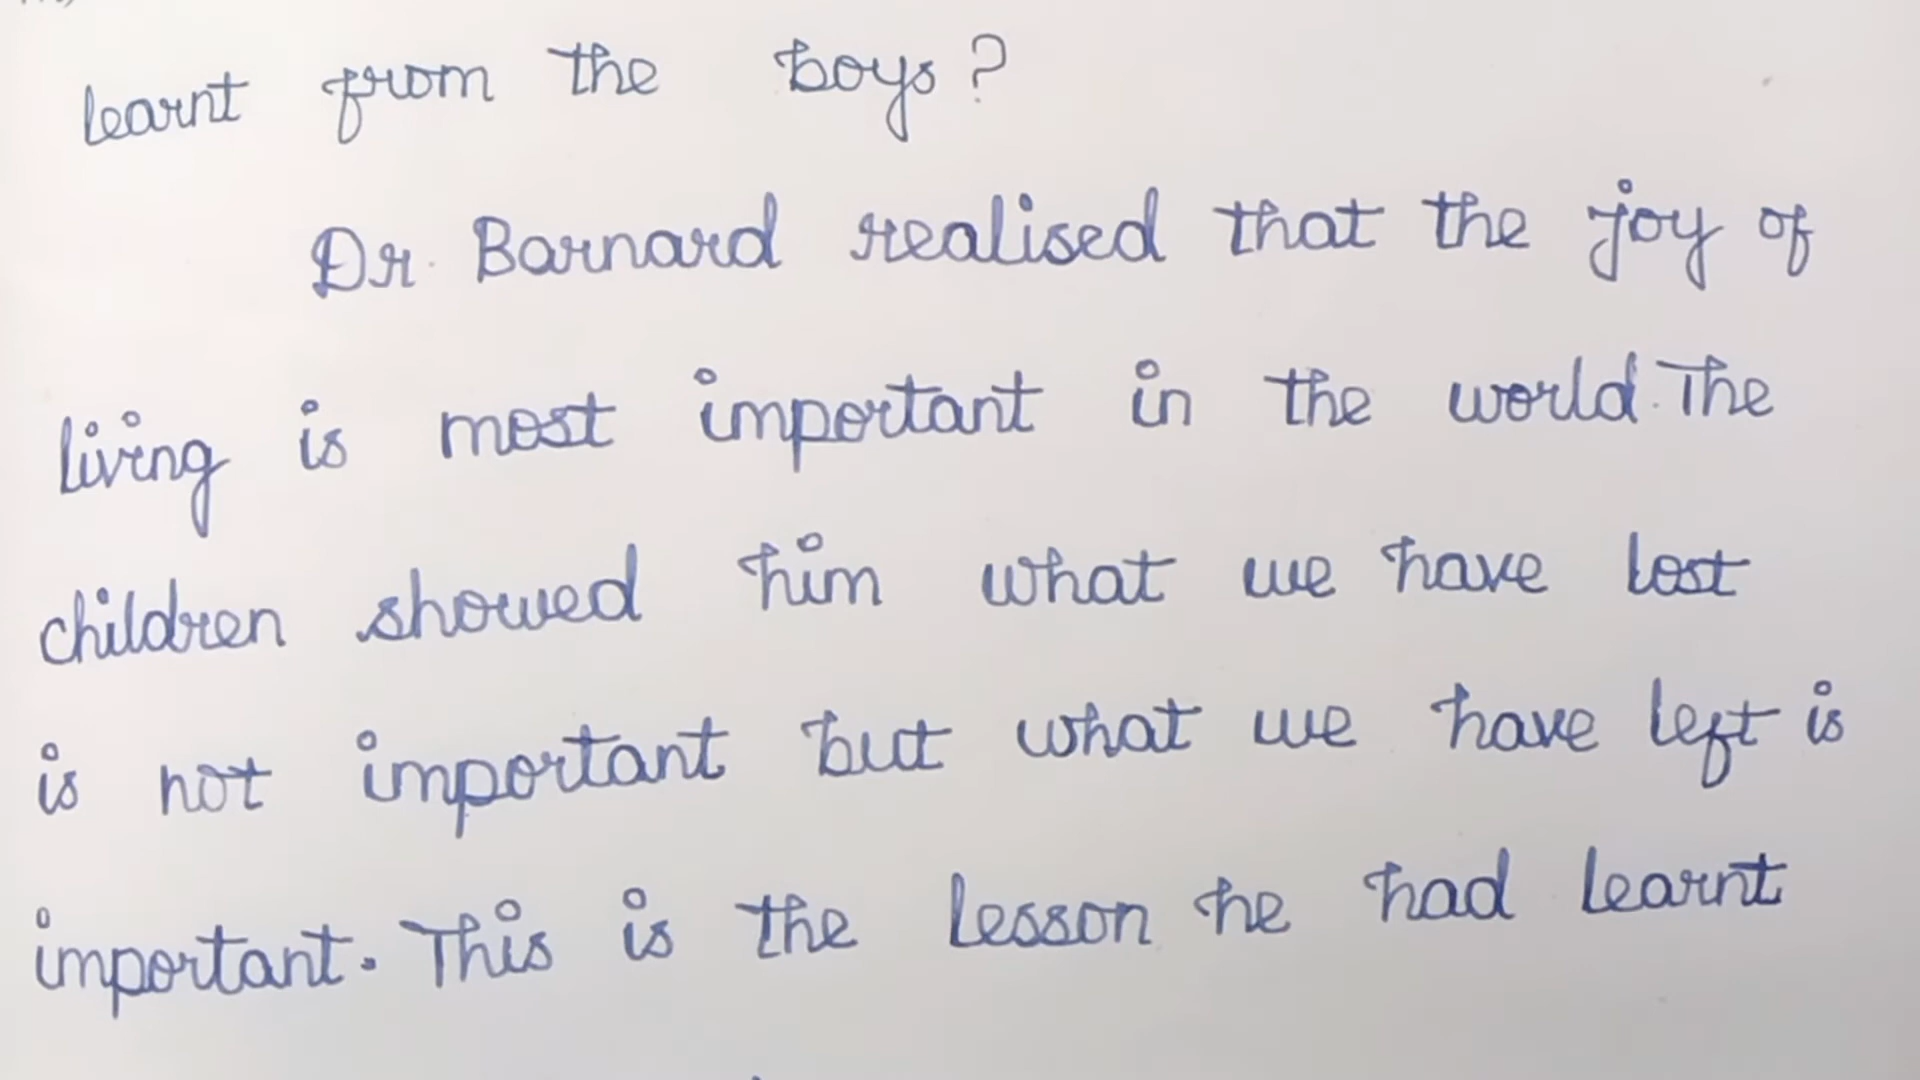 learnt from the boys?
Dr. Barnard realised that the joy of
living is most important in the world. The
children showed him what we have lost
is not important but what we have left is
important. This is the lesson he had learnt